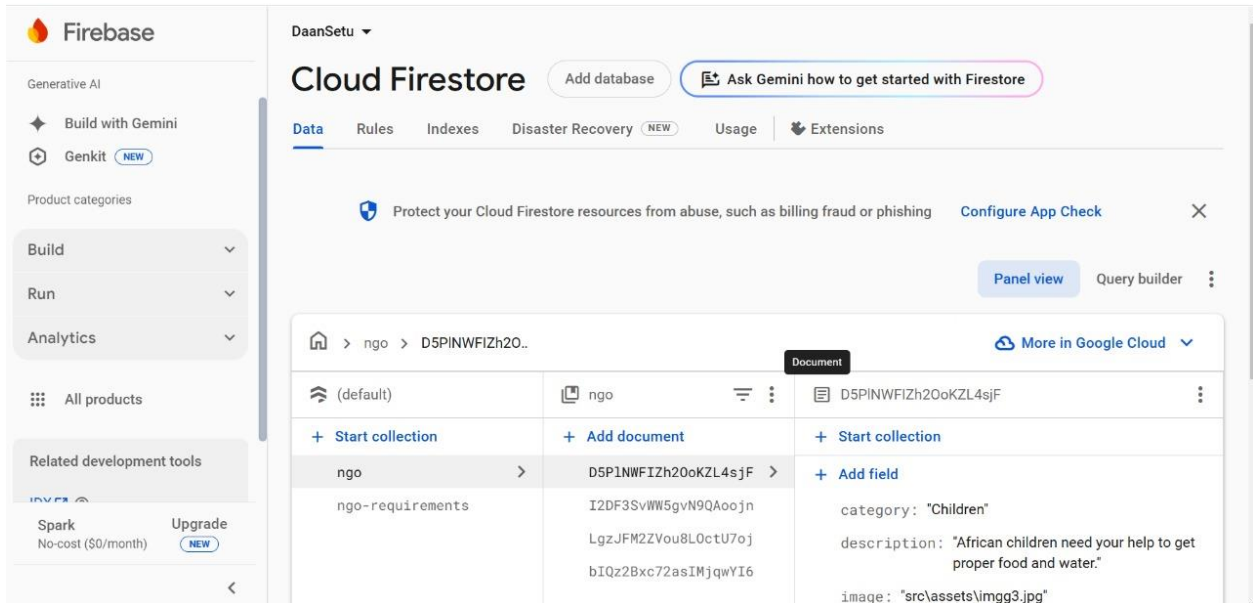 Firebase
Generative AI
Build with Gemini
Genkit NEW
Product categories
Build
Run
Analytics
All products
Related development tools
Spark
No-cost ($0/month)
Upgrade
NEW
DaanSetu
Cloud Firestore
Add database
Ask Gemini how to get started with Firestore
Data Rules Indexes Disaster Recovery NEW Usage Extensions
Protect your Cloud Firestore resources from abuse, such as billing fraud or phishing Configure App Check
Panel view Query builder
ngo > D5PlNWFIZh2O..
More in Google Cloud
Document
(default)
+ Start collection
ngo
ngo-requirements
ngo
+ Add document
D5PlNWFIZh2OoKZL4sjF
I2DF3SvWW5gvN9QAoojn
LgzJFM2ZVou8LOctU7oj
bIQz2Bxc72asIMjqwYI6
D5PlNWFIZh2OoKZL4sjF
+ Start collection
+ Add field
category: "Children"
description: "African children need your help to get
proper food and water."
image: "src\assets\imgg3.jpg"